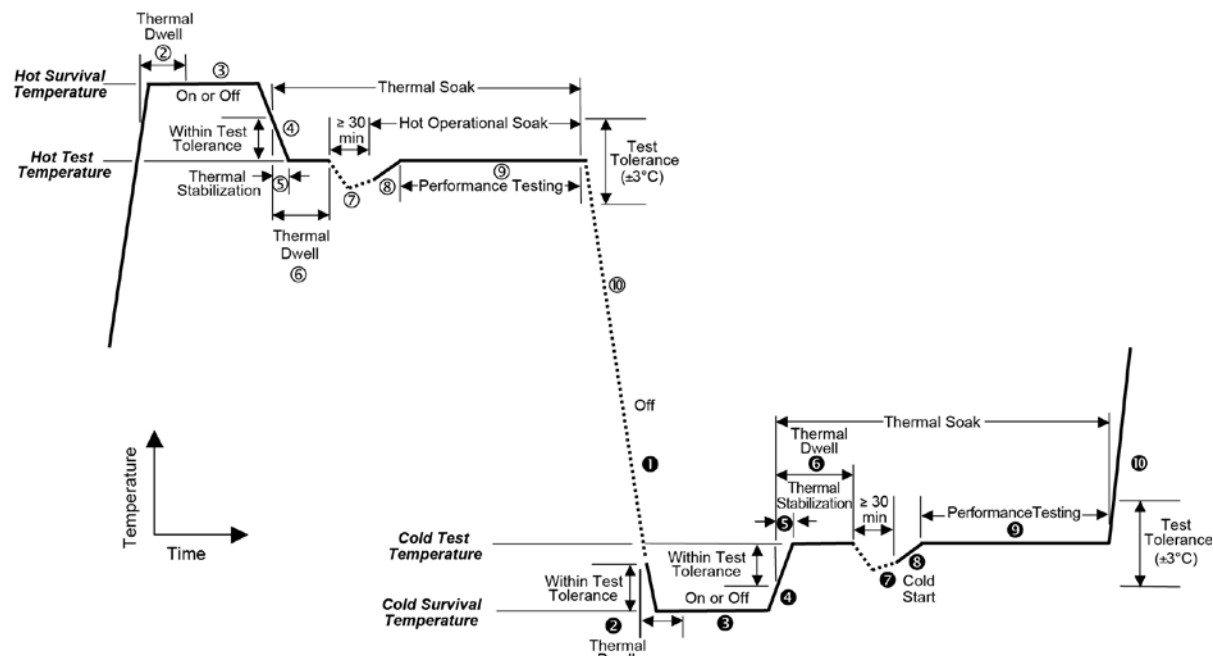 Thermal
Dwell
②
③
Hot Survival
Temperature
On or Off
Thermal Soak
④
Within Test
Tolerance
≥ 30
min
Hot Operational Soak
Test
Tolerance
(±3°C)
Hot Test
Temperature
Thermal
Stabilization
⑤
⑦
⑧
⑨
Performance Testing
Thermal
Dwell
⑥
⑩
Off
❶
Temperature
Time
Thermal Soak
Thermal
Dwell
❻
Thermal
Stabilization
❺
≥ 30
min
PerformanceTesting
❾
❿
Test
Tolerance
(±3°C)
Cold Test
Temperature
Within Test
Tolerance
❹
❼
❽
Cold
Start
Within Test
Tolerance
On or Off
Cold Survival
Temperature
❷
❸
Thermal